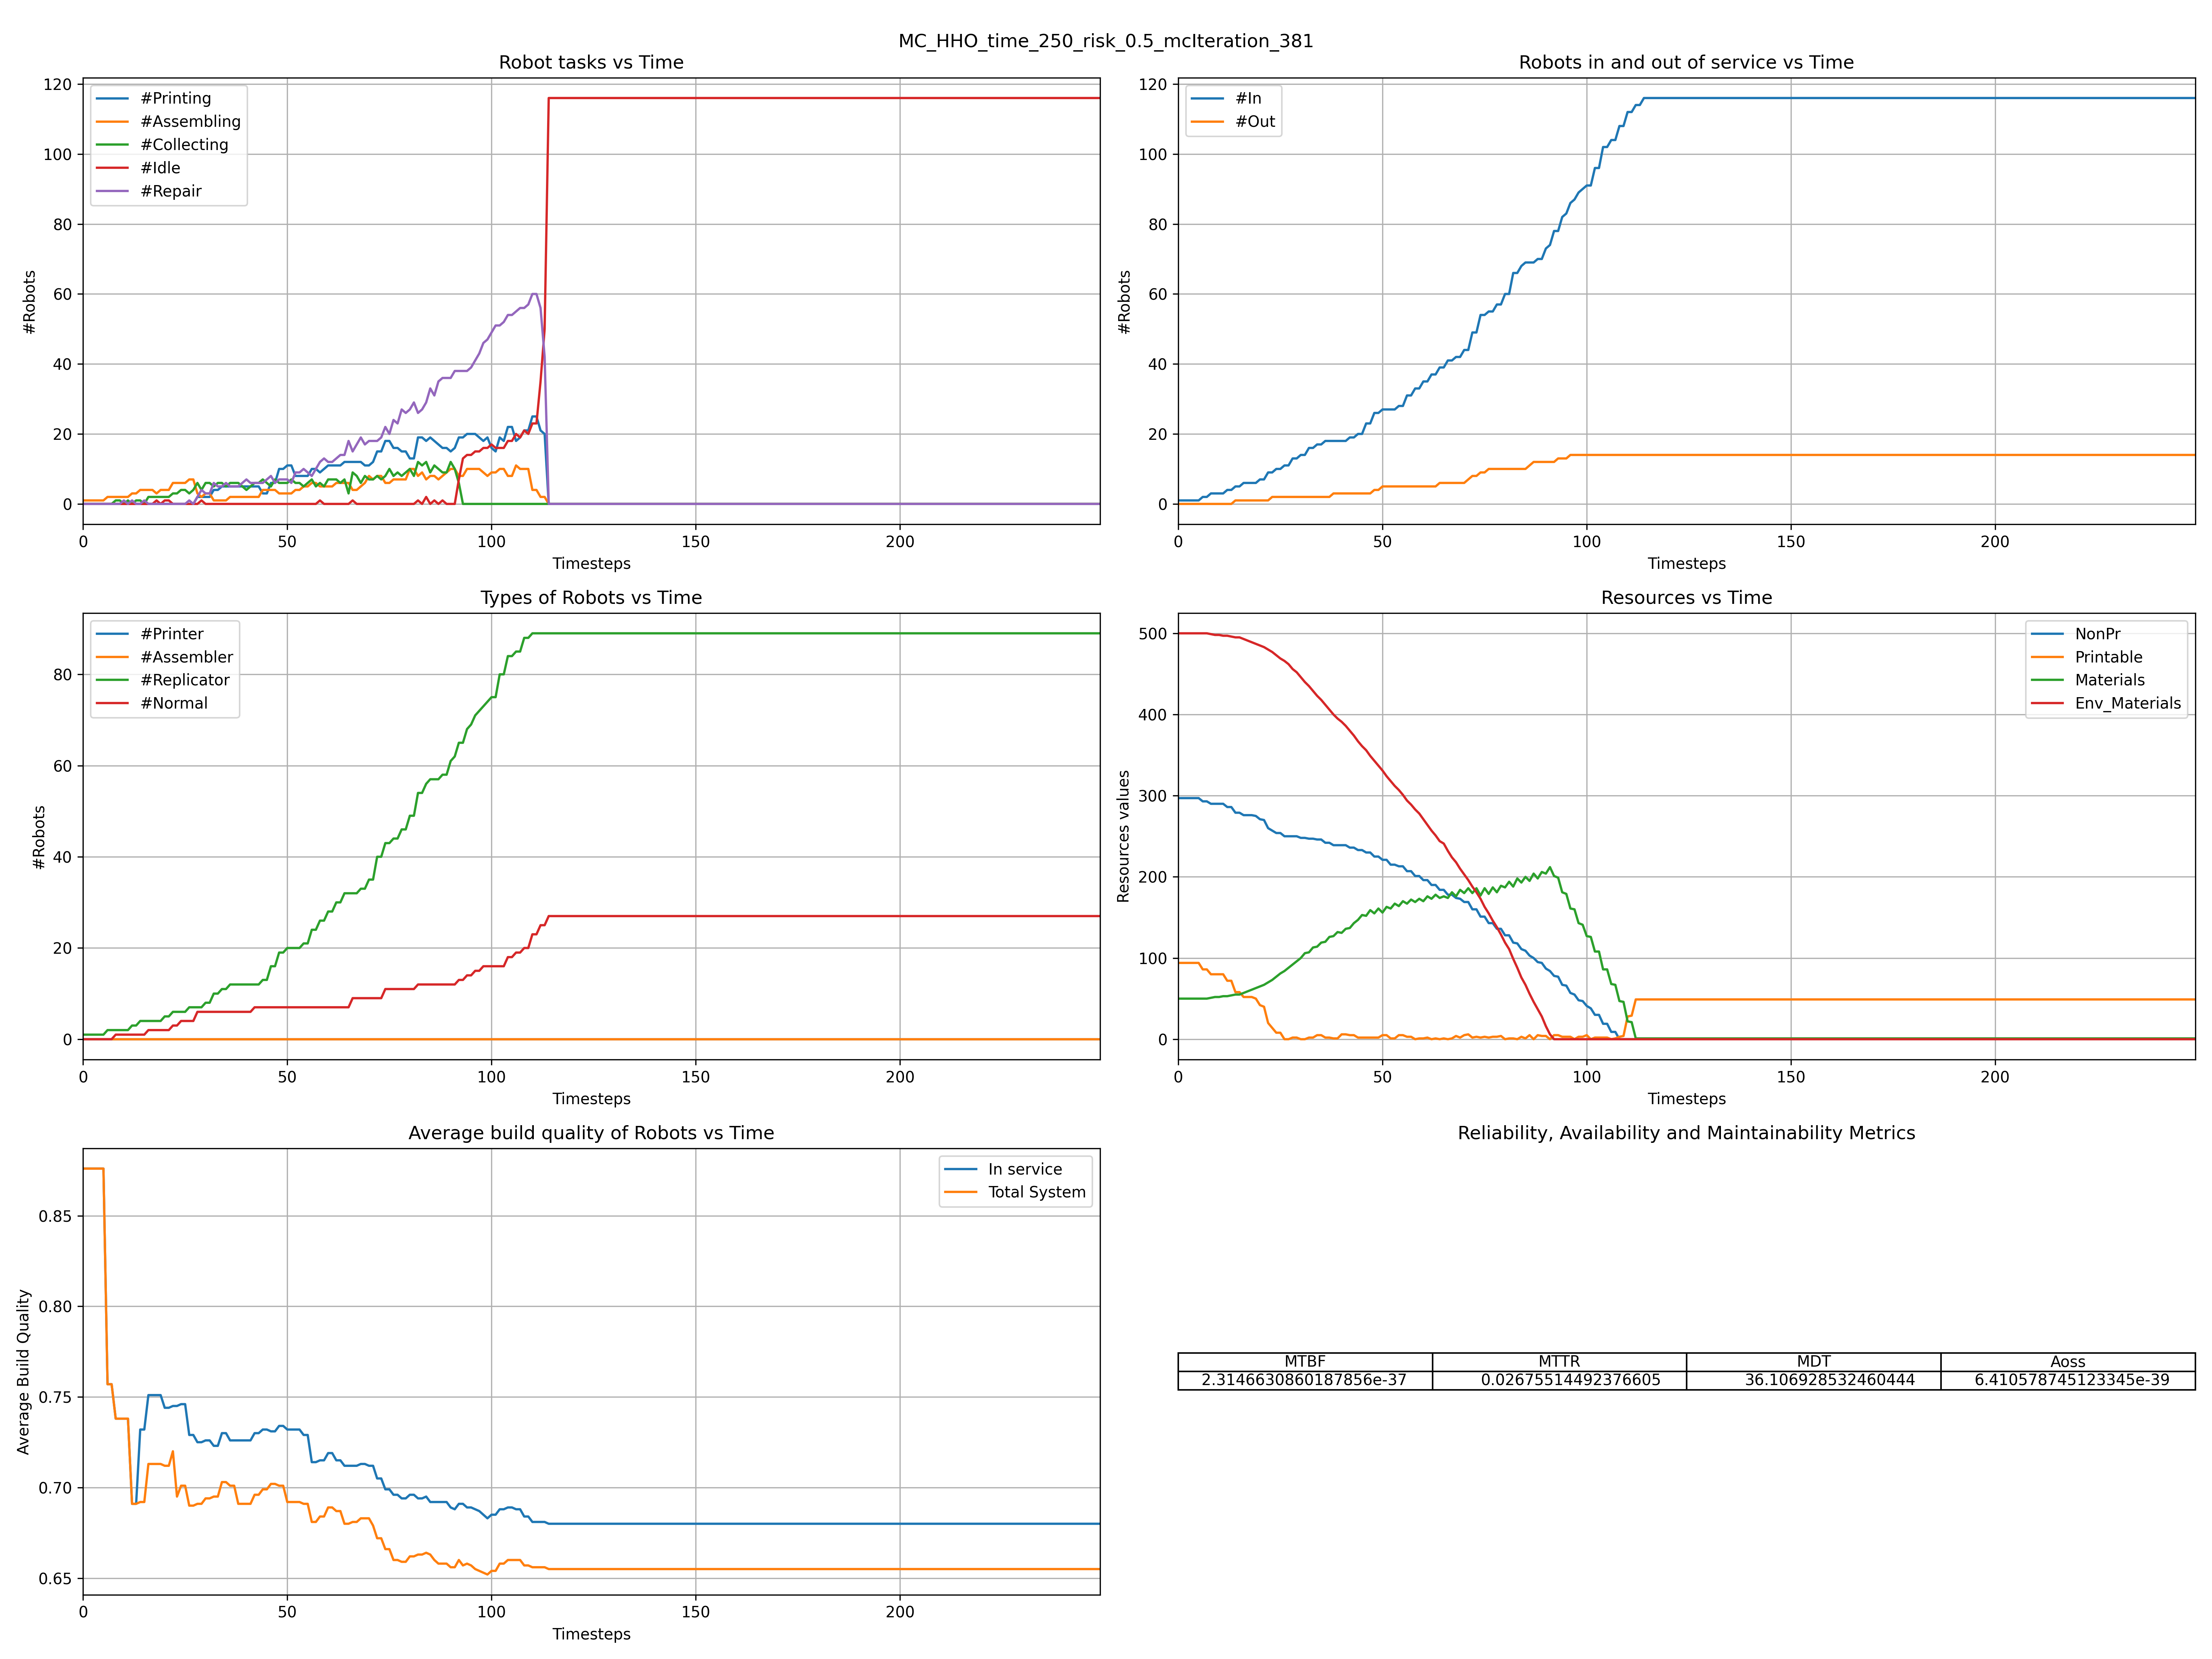 MC_HHO_time_250_risk_0.5_mcIteration_381
Robot tasks vs Time
120
100
80
60
40
20
0
#Robots
#Printing
#Assembling
#Collecting
#Idle
#Repair
0 50 100 150 200
Timesteps
Robots in and out of service vs Time
120
100
80
60
40
20
0
#Robots
#In
#Out
0 50 100 150 200
Timesteps
Types of Robots vs Time
80
60
40
20
0
#Robots
#Printer
#Assembler
#Replicator
#Normal
0 50 100 150 200
Timesteps
Resources vs Time
500
400
300
200
100
0
Resources values
NonPr
Printable
Materials
Env_Materials
0 50 100 150 200
Timesteps
Average build quality of Robots vs Time
0.85
0.80
0.75
0.70
0.65
Average Build Quality
In service
Total System
0 50 100 150 200
Timesteps
Reliability, Availability and Maintainability Metrics
MTBF MTTR MDT Aoss
2.3146630860187856e-37 0.02675514492376605 36.106928532460444 6.410578745123345e-39